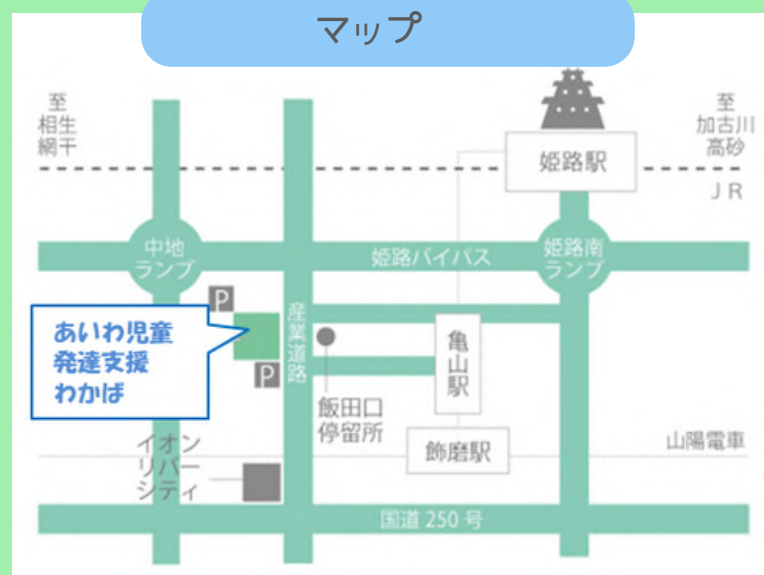 マップ
至
相生
網干
至
加古川
高砂
姫路駅
JR
中地
ランプ
姫路バイパス
姫路南
ランプ
P
あいわ児童
発達支援
わかば
産業道路
P
亀山駅
飯田口
停留所
イオン
リバー
シティ
飾磨駅
山陽電車
国道 250 号